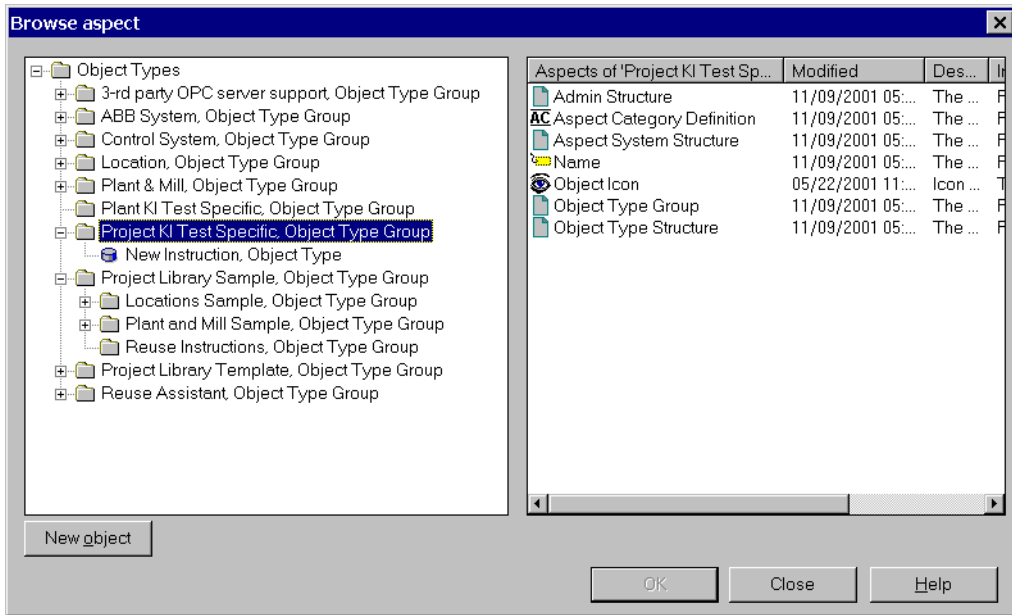 Browse aspect
Object Types
3-rd party OPC server support, Object Type Group
ABB System, Object Type Group
Control System, Object Type Group
Location, Object Type Group
Plant & Mill, Object Type Group
Plant KI Test Specific, Object Type Group
Project KI Test Specific, Object Type Group
New Instruction, Object Type
Project Library Sample, Object Type Group
Locations Sample, Object Type Group
Plant and Mill Sample, Object Type Group
Reuse Instructions, Object Type Group
Project Library Template, Object Type Group
Reuse Assistant, Object Type Group
Aspects of 'Project KI Test Sp... Modified Des...
Admin Structure 11/09/2001 05:... The ...
AC Aspect Category Definition 11/09/2001 05:... The ...
Aspect System Structure 11/09/2001 05:... The ...
Name 11/09/2001 05:... The ...
Object Icon 05/22/2001 11:... Icon ...
Object Type Group 11/09/2001 05:... The ...
Object Type Structure 11/09/2001 05:... The ...
New object
OK Close Help